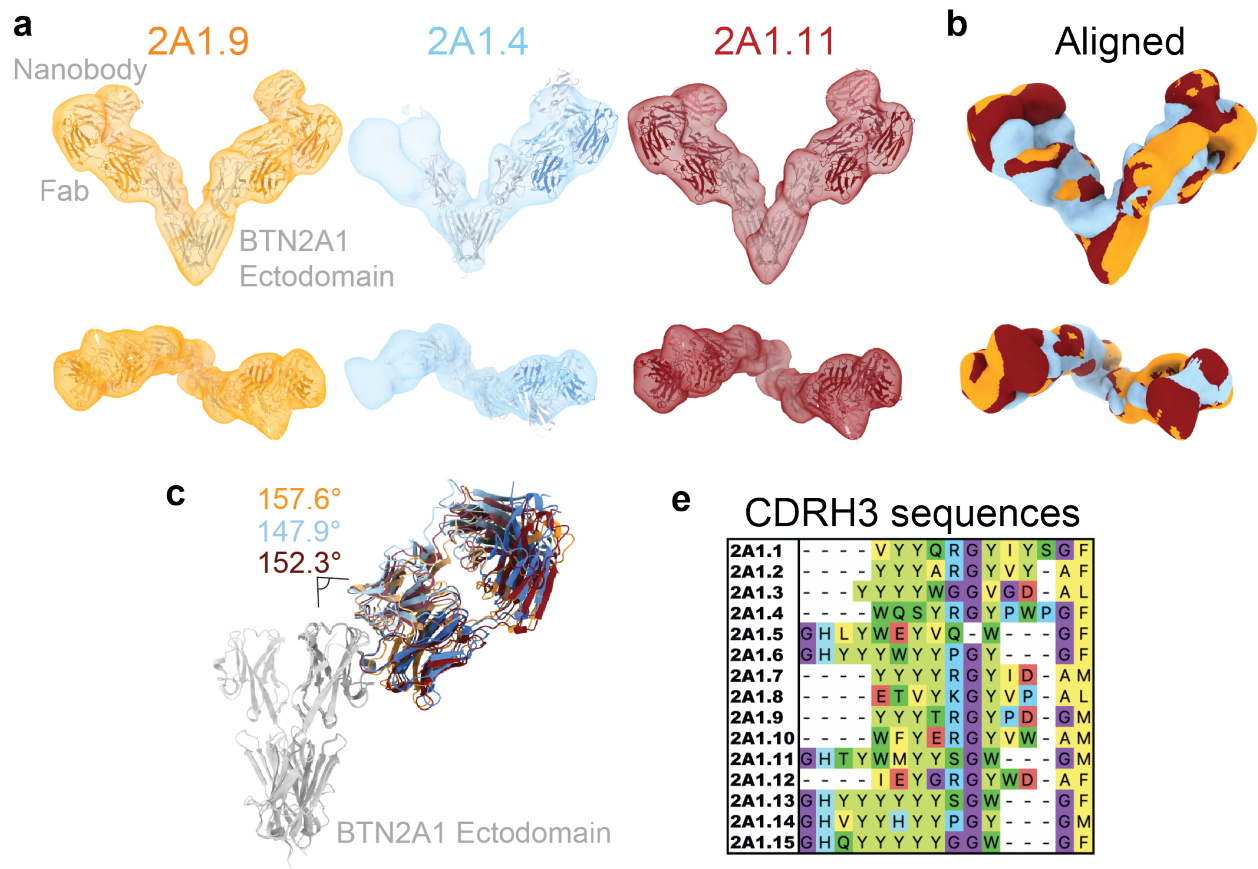 a
2A1.9
2A1.4
2A1.11
Nanobody
Fab
BTN2A1
Ectodomain
b
Aligned
c
157.6°
147.9°
152.3°
BTN2A1 Ectodomain
e
CDRH3 sequences
2A1.1 - - - - V Y Y Q R G Y I Y S G F
2A1.2 - - - - Y Y Y A R G Y V Y - A F
2A1.3 - - - Y Y Y Y W G G V G D - A L
2A1.4 - - - - W Q S Y R G Y P W P G F
2A1.5 G H L Y W E Y V Q - W - - - G F
2A1.6 G H Y Y Y W Y Y P G Y - - - G F
2A1.7 - - - - Y Y Y Y R G Y I D - A M
2A1.8 - - - - E T V Y K G Y V P - A L
2A1.9 - - - - Y Y Y T R G Y P D - G M
2A1.10 - - - - W F Y E R G Y V W - A M
2A1.11 G H T Y W M Y Y S G W - - - G M
2A1.12 - - - - I E Y G R G Y W D - A F
2A1.13 G H Y Y Y Y Y Y S G W - - - G F
2A1.14 G H V Y Y H Y Y P G Y - - - G M
2A1.15 G H Q Y Y Y Y Y G G W - - - G F